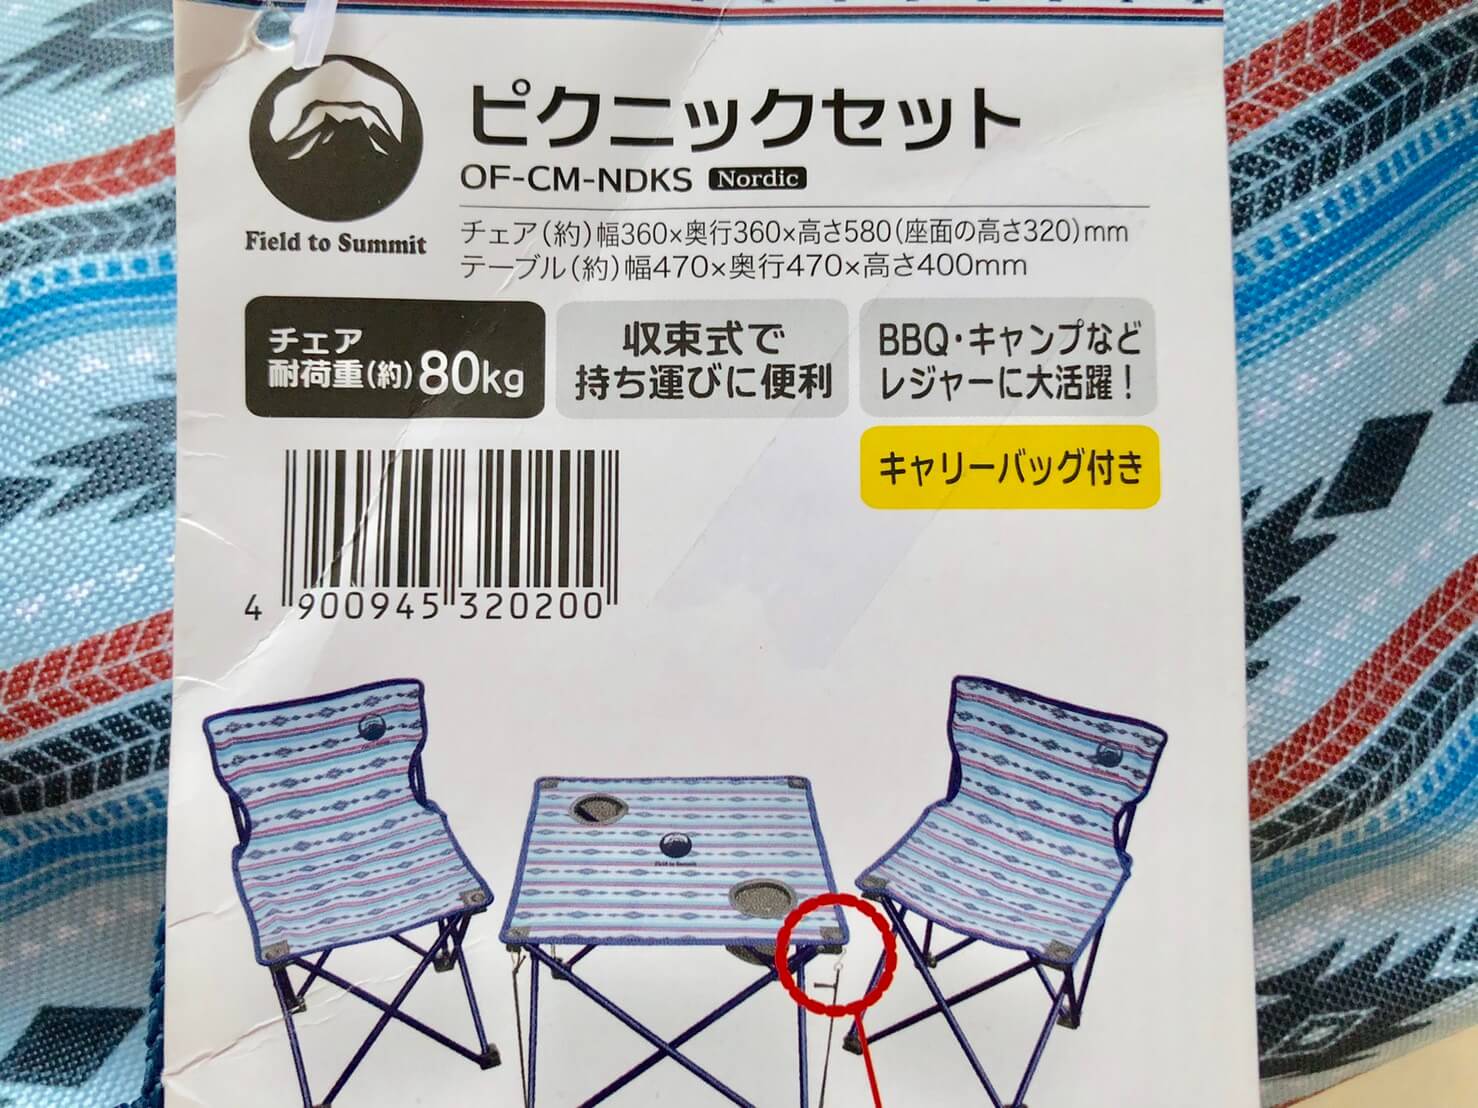 ピクニックセット
OF-CM-NDKS Nordic
Field to Summit
チェア(約)幅360×奥行360×高さ580(座面の高さ320)mm
テーブル(約)幅470×奥行470×高さ400mm
チェア
耐荷重(約)80kg
収束式で
持ち運びに便利
BBQ・キャンプなど
レジャーに大活躍!
キャリーバッグ付き
4 900945 320200
Field to Summit